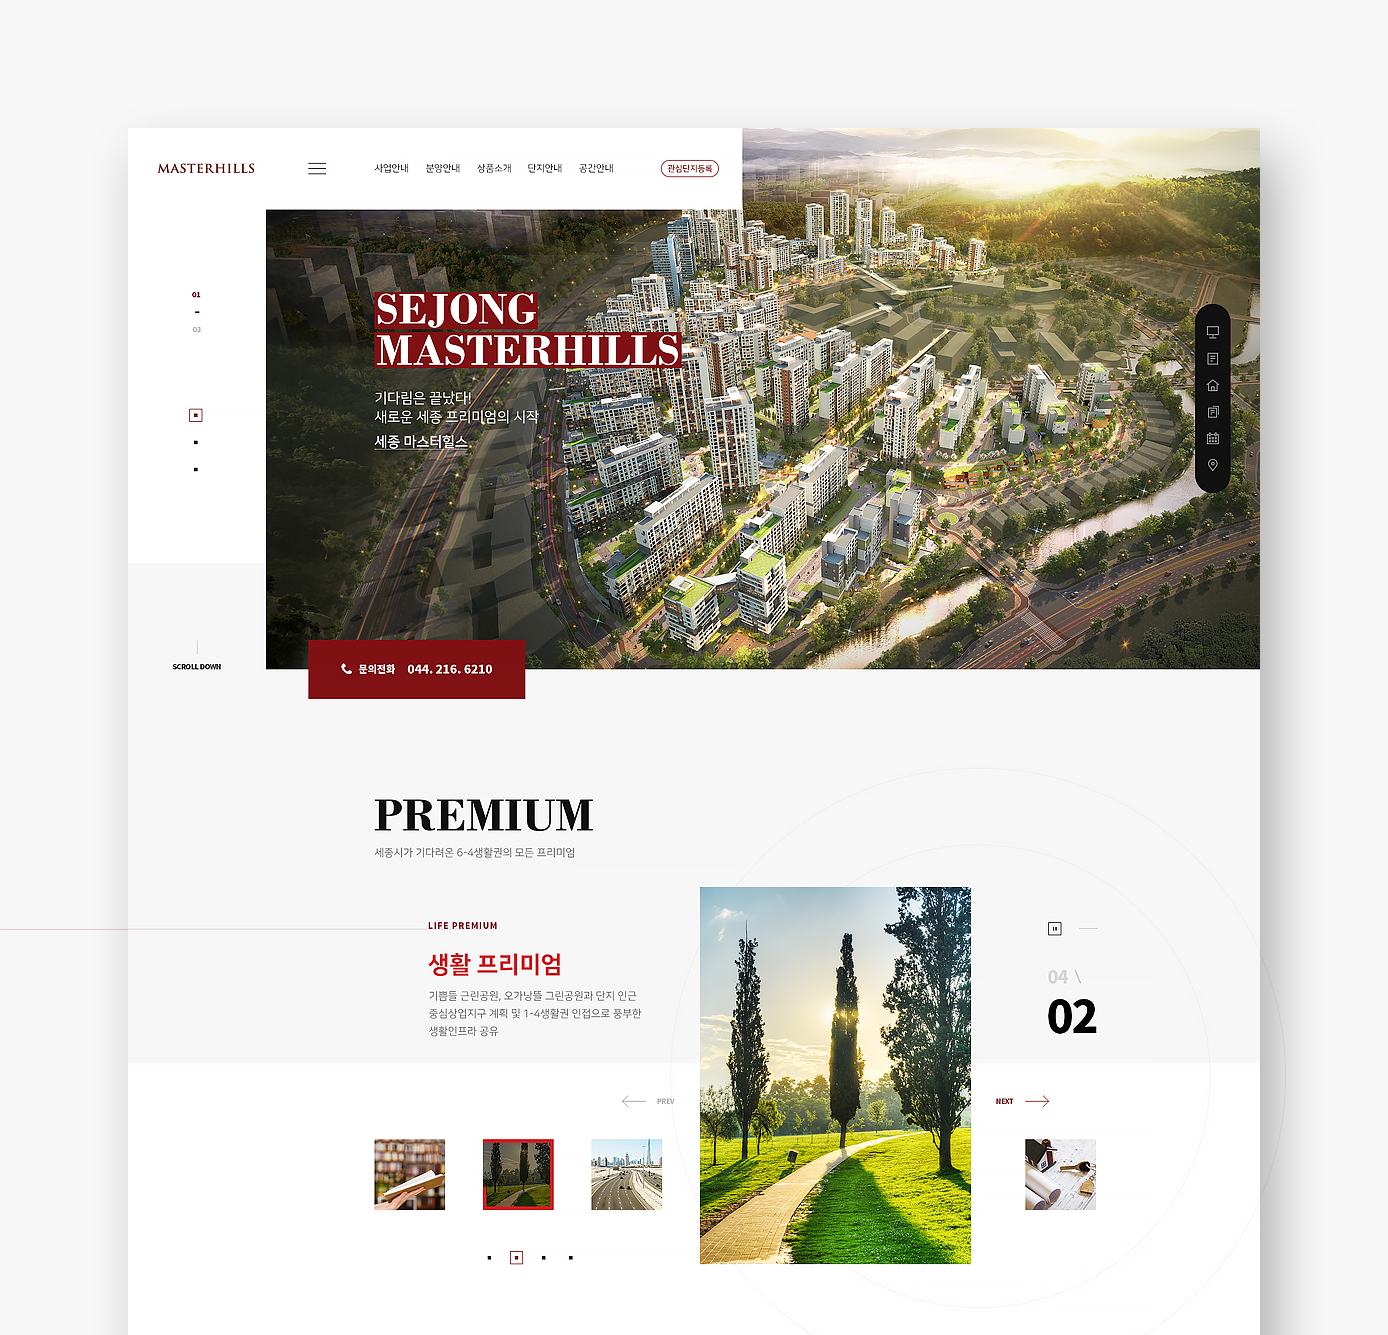 MASTERHILLS
사업안내 분양안내 상품소개 단지안내 공간안내
관심단지등록
01
03
SEJONG
MASTERHILLS
기다림은 끝났다!
새로운 세종 프리미엄의 시작
세종 마스터힐스
SCROLL DOWN
문의전화 044. 216. 6210
PREMIUM
세종시가 기다려온 6-4생활권의 모든 프리미엄
LIFE PREMIUM
생활 프리미엄
기쁨뜰 근린공원, 오가낭뜰 그린공원과 단지 인근
중심상업지구 계획 및 1-4생활권 인접으로 풍부한
생활인프라 공유
04 \
02
PREV
NEXT